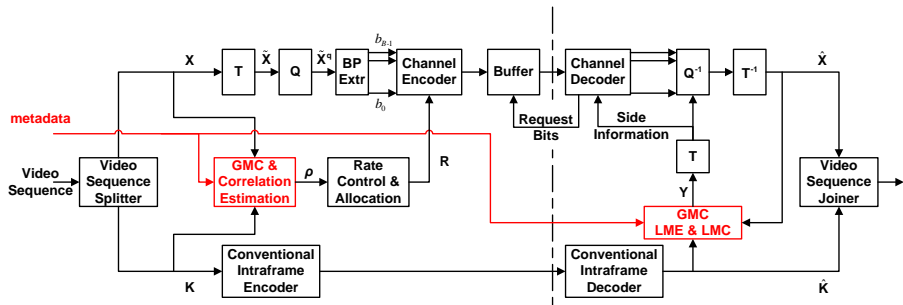 b_{B-1}
X
X̃
X̃^q
X̂
T
Q
BP
Extr
Channel
Encoder
Buffer
Channel
Decoder
Q⁻¹
T⁻¹
b_0
metadata
Request
Bits
Side
Information
R
T
Video
Sequence
Video
Sequence
Splitter
GMC &
Correlation
Estimation
ρ
Rate
Control &
Allocation
Y
GMC
LME & LMC
Video
Sequence
Joiner
K
Conventional
Intraframe
Encoder
Conventional
Intraframe
Decoder
K̂